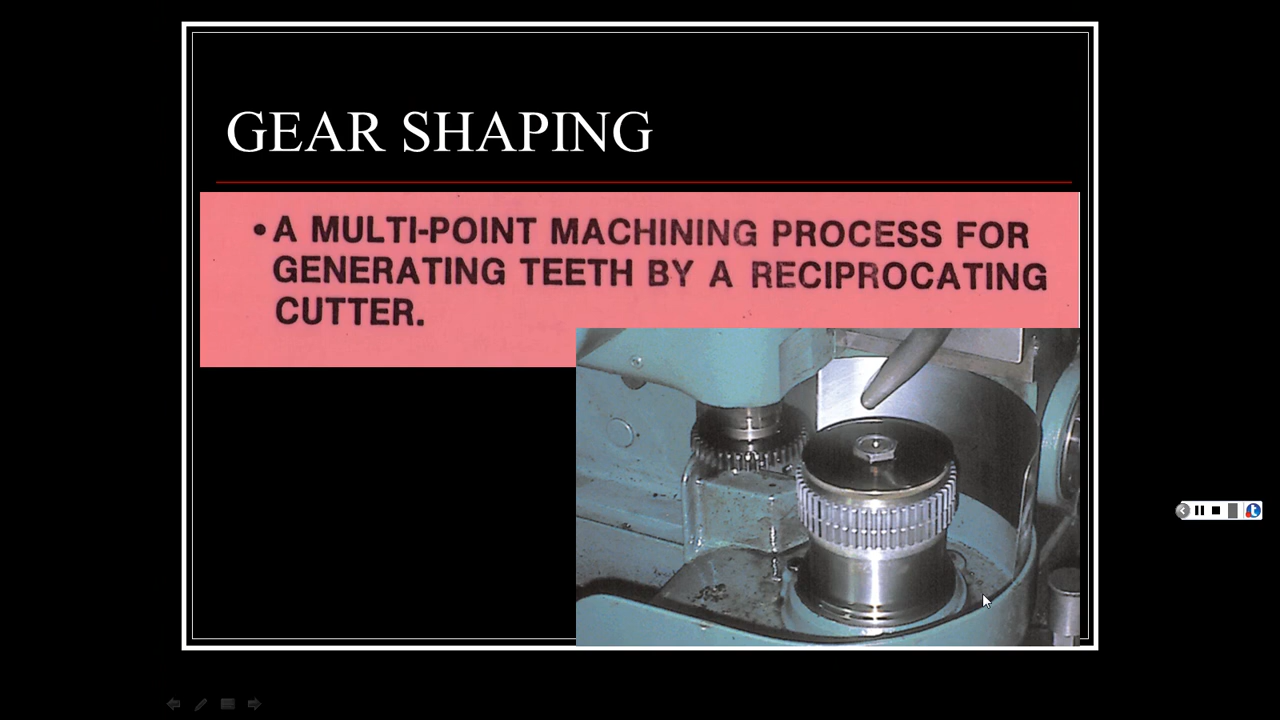 GEAR SHAPING
• A MULTI-POINT MACHINING PROCESS FOR
GENERATING TEETH BY A RECIPROCATING
CUTTER.